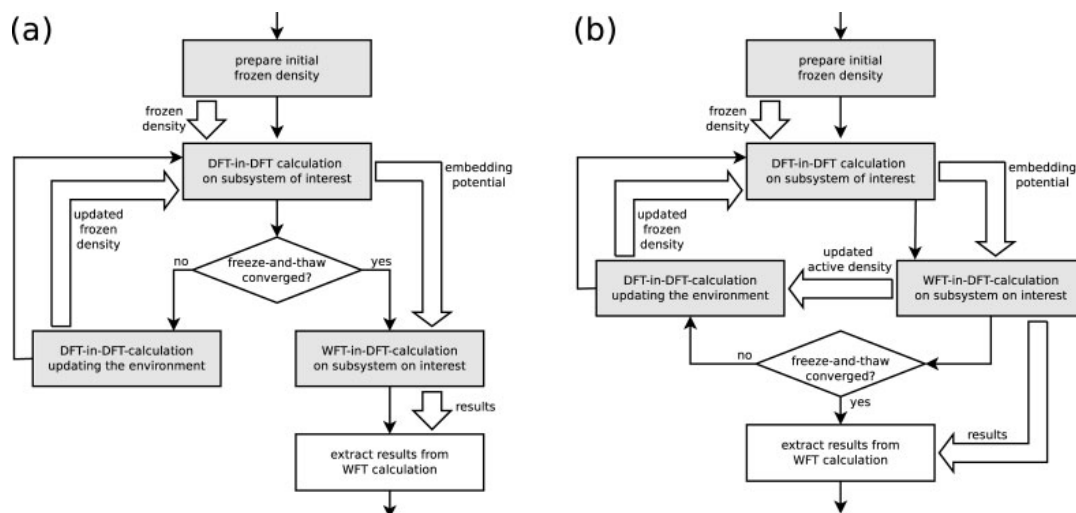 (a)
prepare initial
frozen density
frozen
density
DFT-in-DFT calculation
on subsystem of interest
embedding
potential
updated
frozen
density
no
freeze-and-thaw
converged?
yes
DFT-in-DFT-calculation
updating the environment
WFT-in-DFT-calculation
on subsystem on interest
results
extract results from
WFT calculation
(b)
prepare initial
frozen density
frozen
density
DFT-in-DFT calculation
on subsystem of interest
embedding
potential
updated
frozen
density
updated
active density
DFT-in-DFT-calculation
updating the environment
WFT-in-DFT-calculation
on subsystem on interest
no
freeze-and-thaw
converged?
yes
results
extract results from
WFT calculation